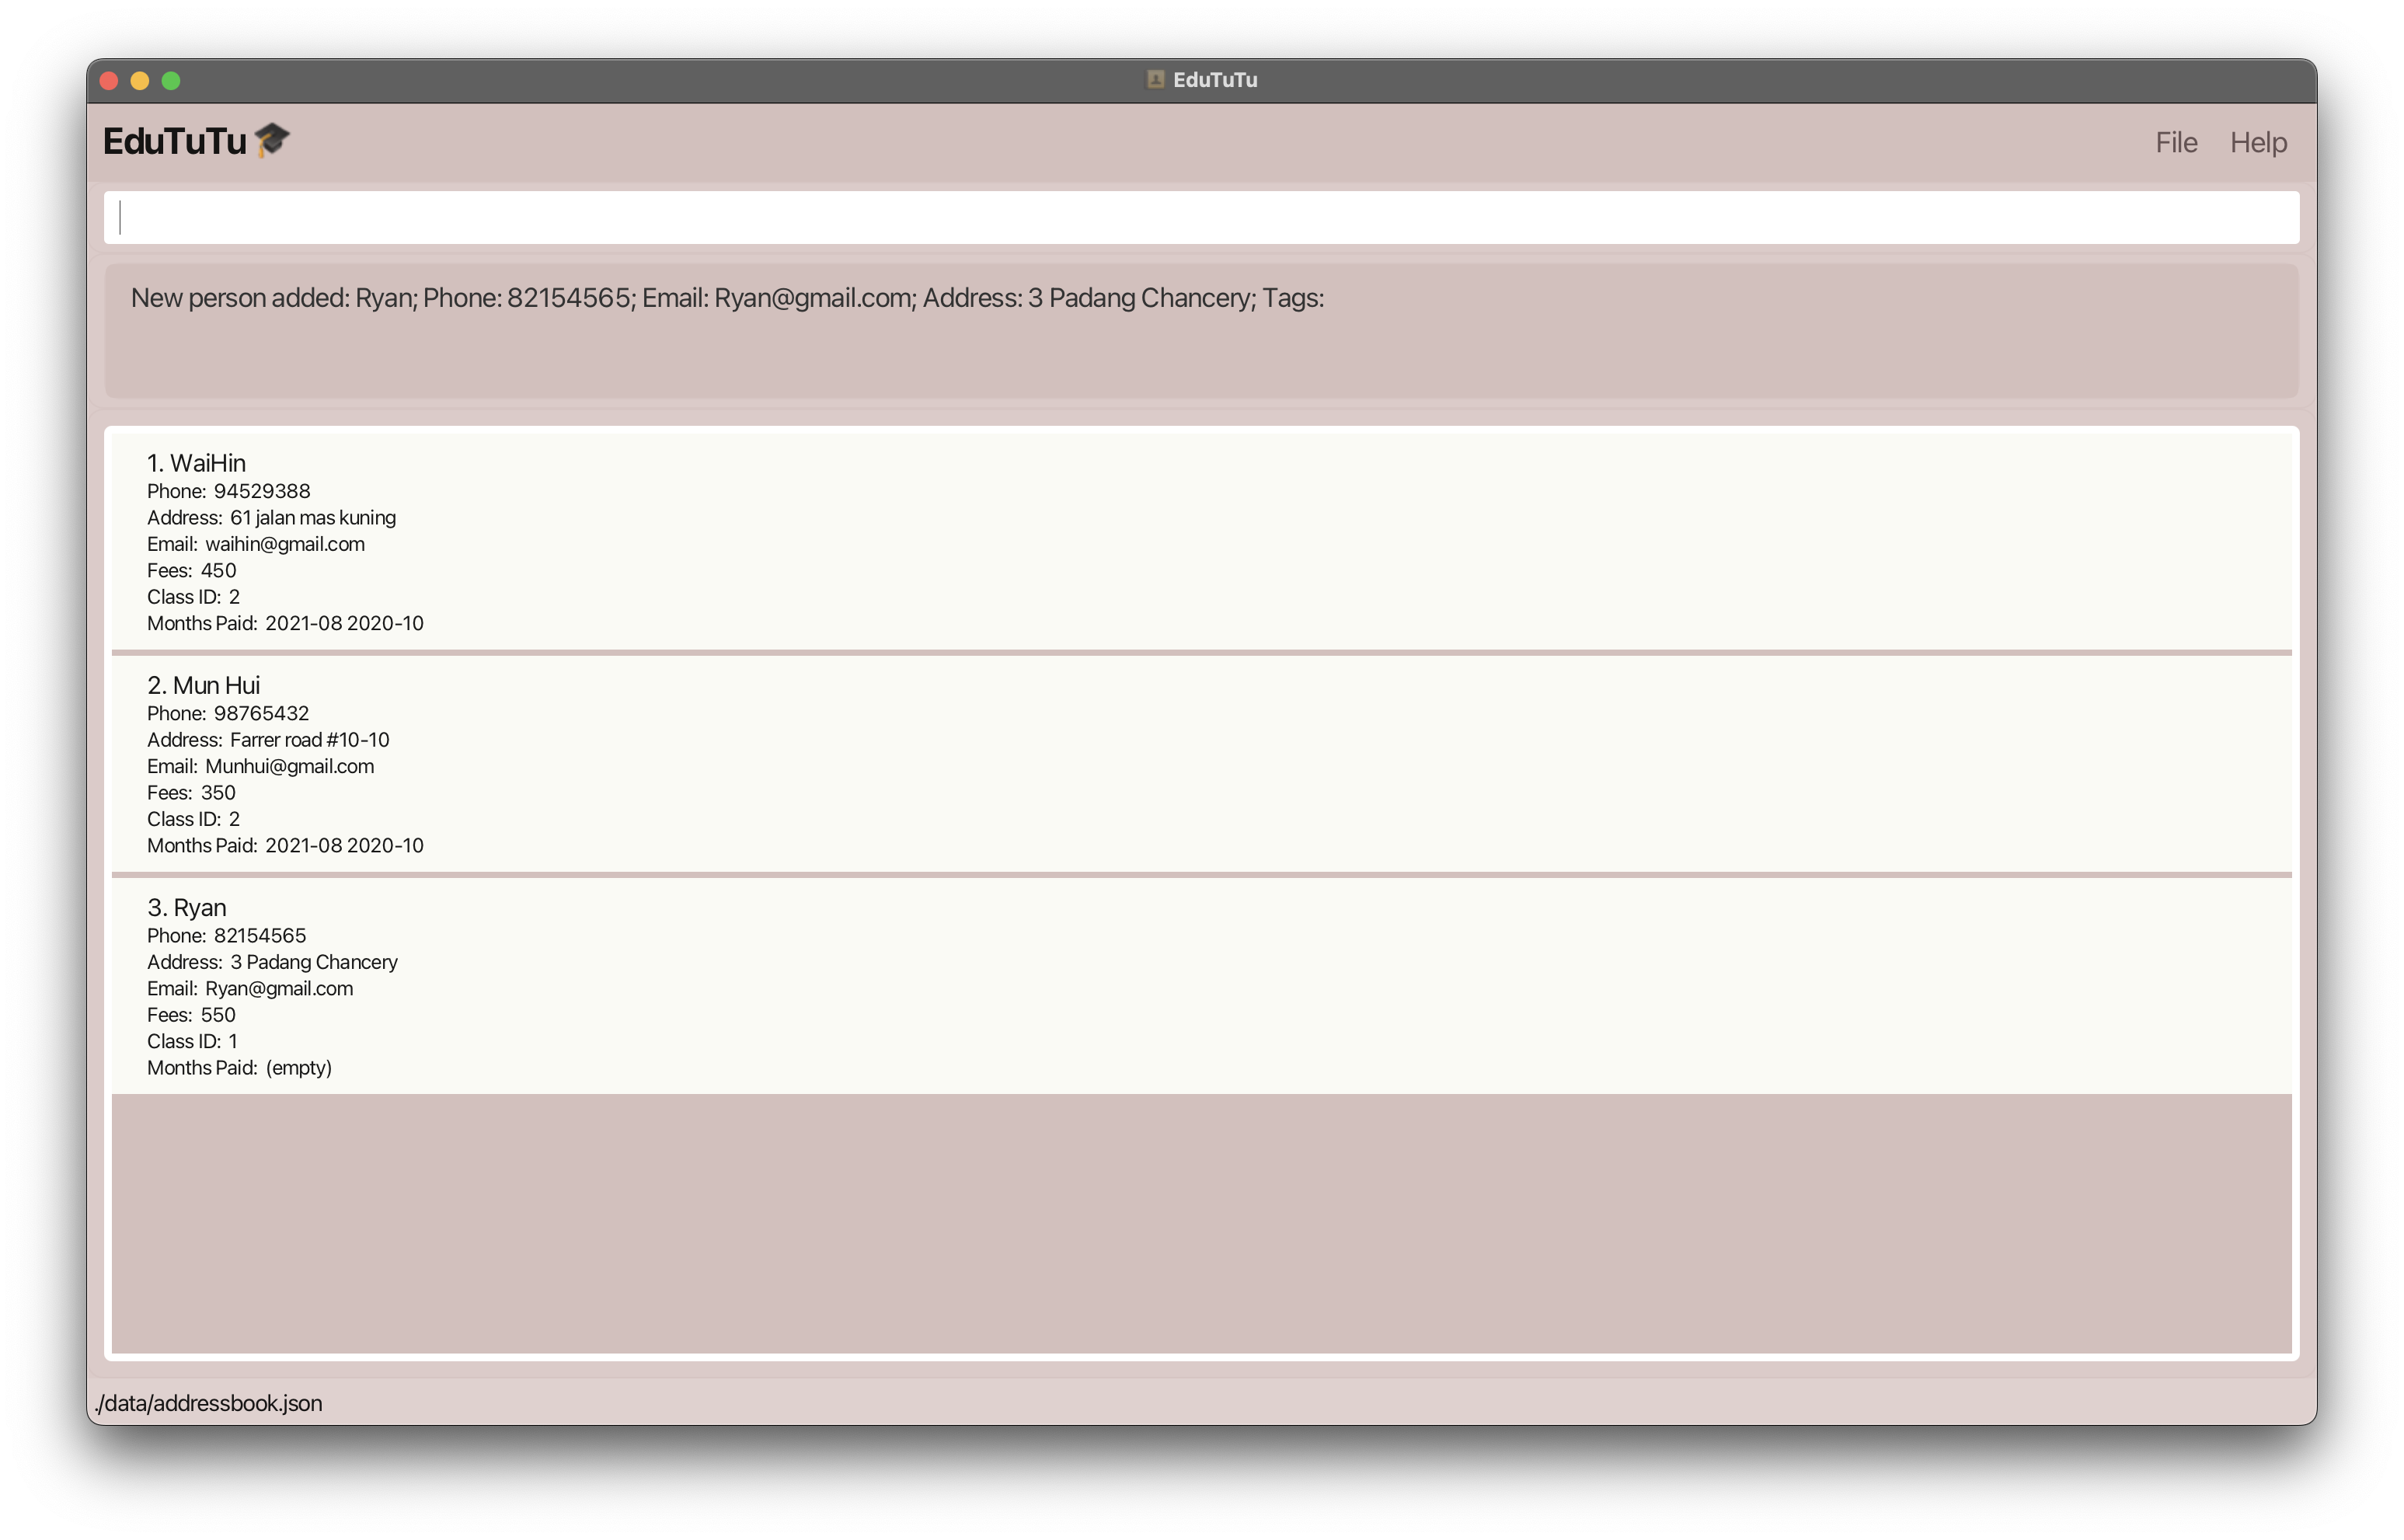 EduTuTu
EduTuTu
File Help
New person added: Ryan; Phone: 82154565; Email: Ryan@gmail.com; Address: 3 Padang Chancery; Tags:
1. WaiHin
Phone: 94529388
Address: 61 jalan mas kuning
Email: waihin@gmail.com
Fees: 450
Class ID: 2
Months Paid: 2021-08 2020-10
2. Mun Hui
Phone: 98765432
Address: Farrer road #10-10
Email: Munhui@gmail.com
Fees: 350
Class ID: 2
Months Paid: 2021-08 2020-10
3. Ryan
Phone: 82154565
Address: 3 Padang Chancery
Email: Ryan@gmail.com
Fees: 550
Class ID: 1
Months Paid: (empty)
./data/addressbook.json